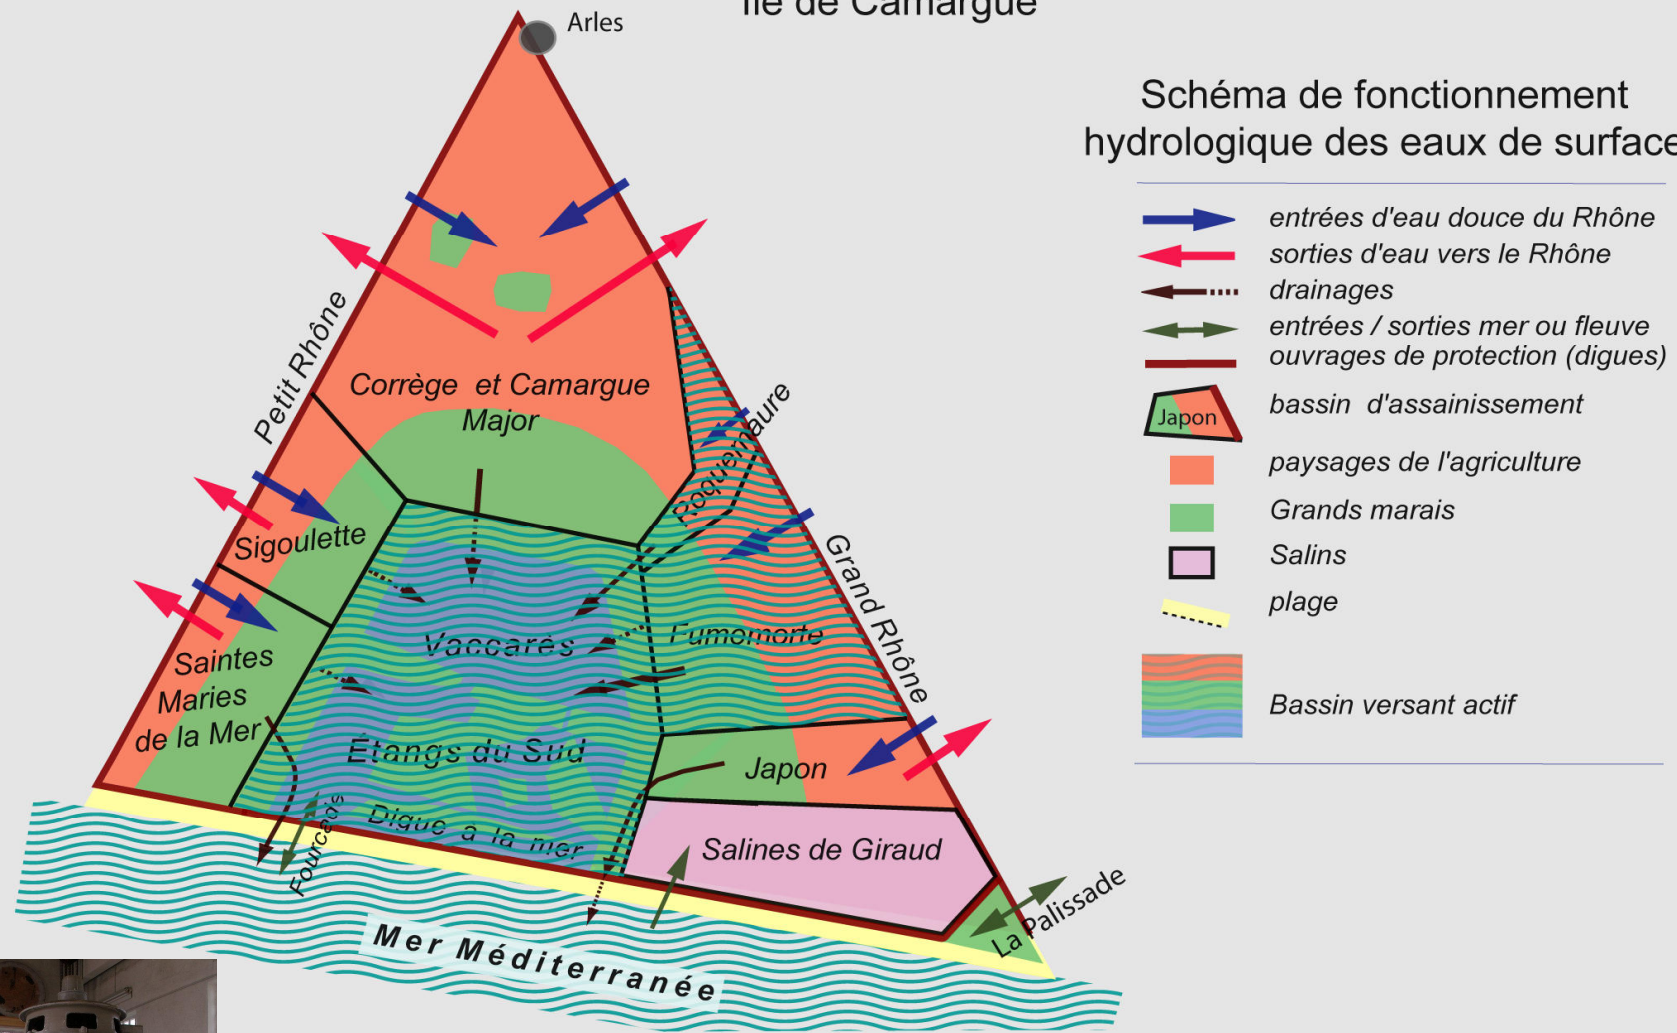 Île de Camargue
Arles
Schéma de fonctionnement
hydrologique des eaux de surface
entrées d'eau douce du Rhône
sorties d'eau vers le Rhône
drainages
entrées / sorties mer ou fleuve
ouvrages de protection (digues)
Japon
bassin d'assainissement
paysages de l'agriculture
Grands marais
Salins
plage
Bassin versant actif
Petit Rhône
Corrège et Camargue
Major
Roquemaure
Grand Rhône
Sigoulette
Vaccarès
Fumemorte
Saintes
Maries
de la Mer
Etangs du Sud
Japon
Digue à la mer
Salines de Giraud
Fourcade
La Palissade
Mer Méditerranée